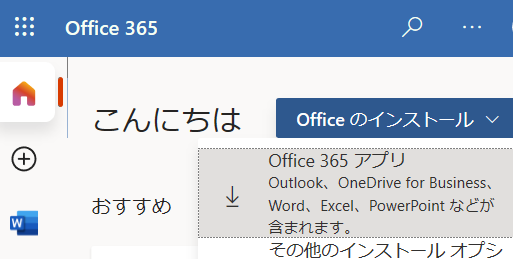 Office 365
こんにちは
Office のインストール
Office 365 アプリ
Outlook、OneDrive for Business、
Word、Excel、PowerPoint などが
含まれます。
おすすめ
その他のインストール オプシ